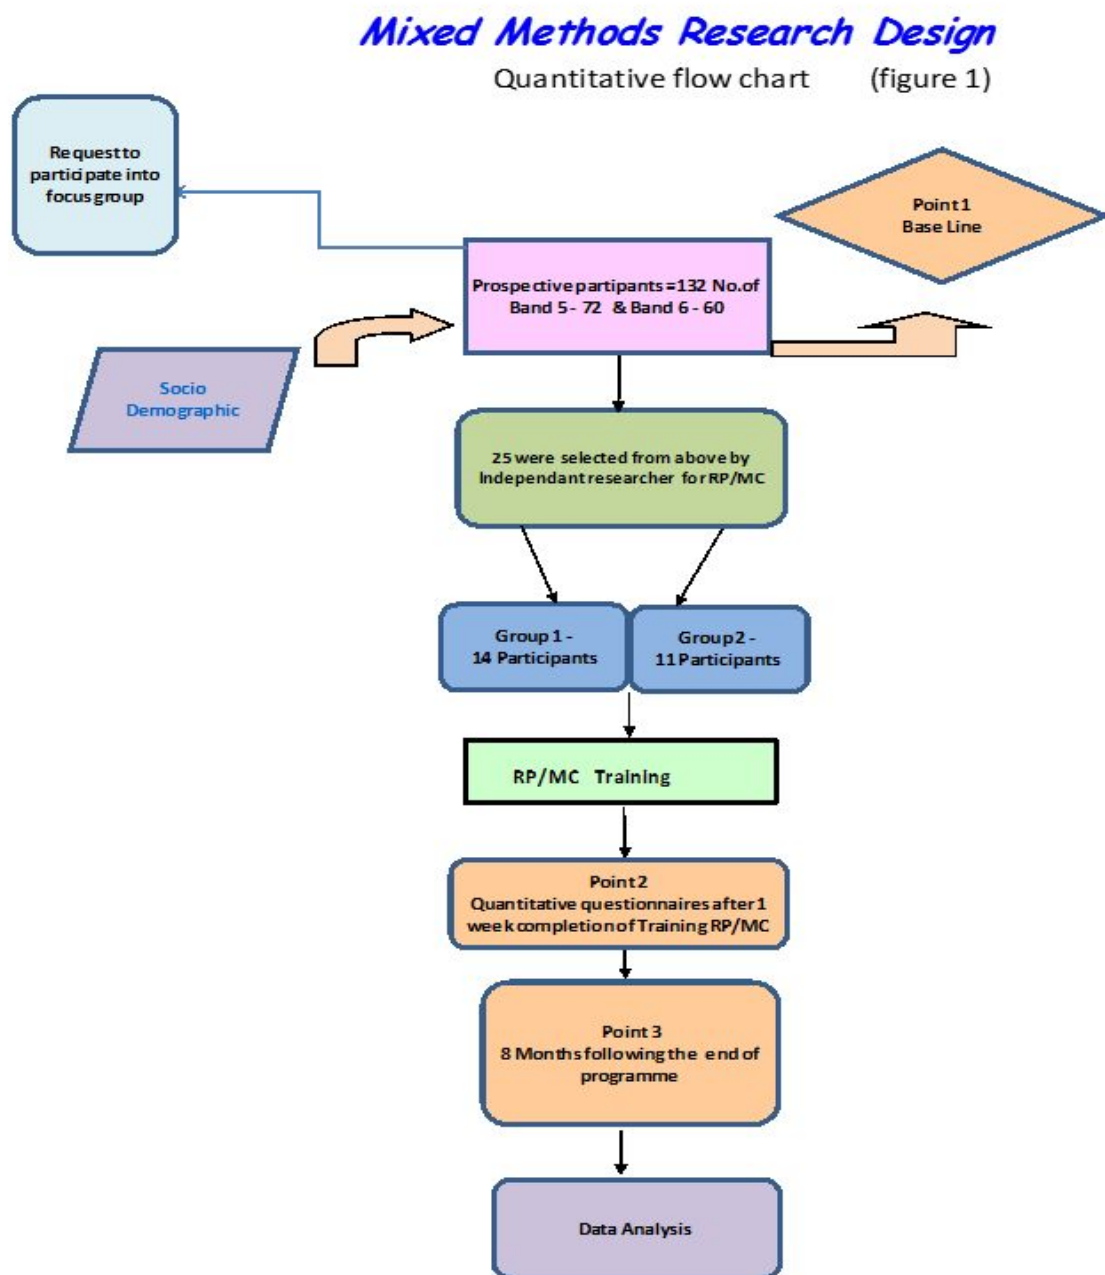 Mixed Methods Research Design
Quantitative flow chart (figure 1)
Request to
participate into
focus group
Point 1
Base Line
Prospective partipants =132 No.of
Band 5 - 72 & Band 6 - 60
Socio
Demographic
25 were selected from above by
Independant researcher for RP/MC
Group 1 -
14 Participants
Group 2 -
11 Participants
RP/MC Training
Point 2
Quantitative questionnaires after 1
week completion of Training RP/MC
Point 3
8 Months following the end of
programme
Data Analysis